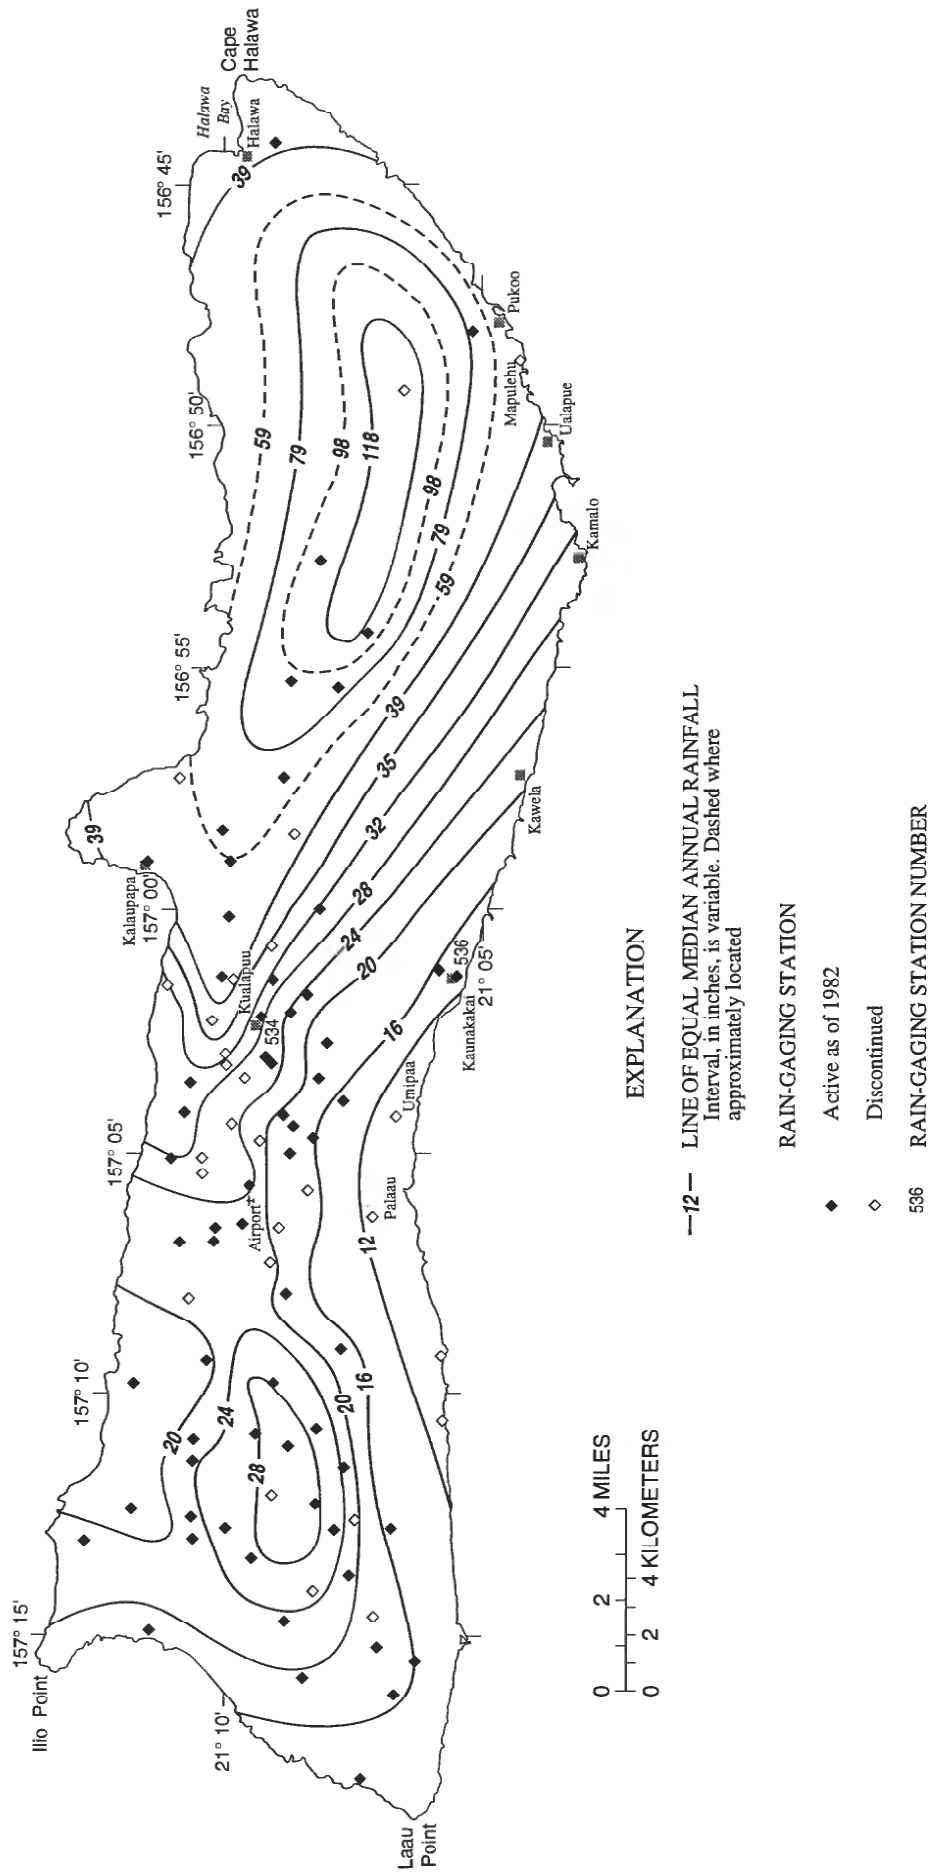 Ilio Point
157° 15'
157° 10'
157° 05'
Kalaupapa
157° 00'
156° 55'
156° 50'
156° 45'
Halawa
Bay
Halawa
Cape
Halawa
39
39
59
79
98
118
98
79
59
39
35
32
28
24
20
16
12
20
24
28
20
16
Kualapuu
534
Airport
Palaau
Umipaa
Kaunakakai
536
21° 05'
Kawela
Kamalo
Ualapue
Mapulehu
Pukoo
21° 10'
Laau
Point
0 2 4 MILES
0 2 4 KILOMETERS
EXPLANATION
—12— LINE OF EQUAL MEDIAN ANNUAL RAINFALL
Interval, in inches, is variable. Dashed where
approximately located
RAIN-GAGING STATION
Active as of 1982
Discontinued
536 RAIN-GAGING STATION NUMBER